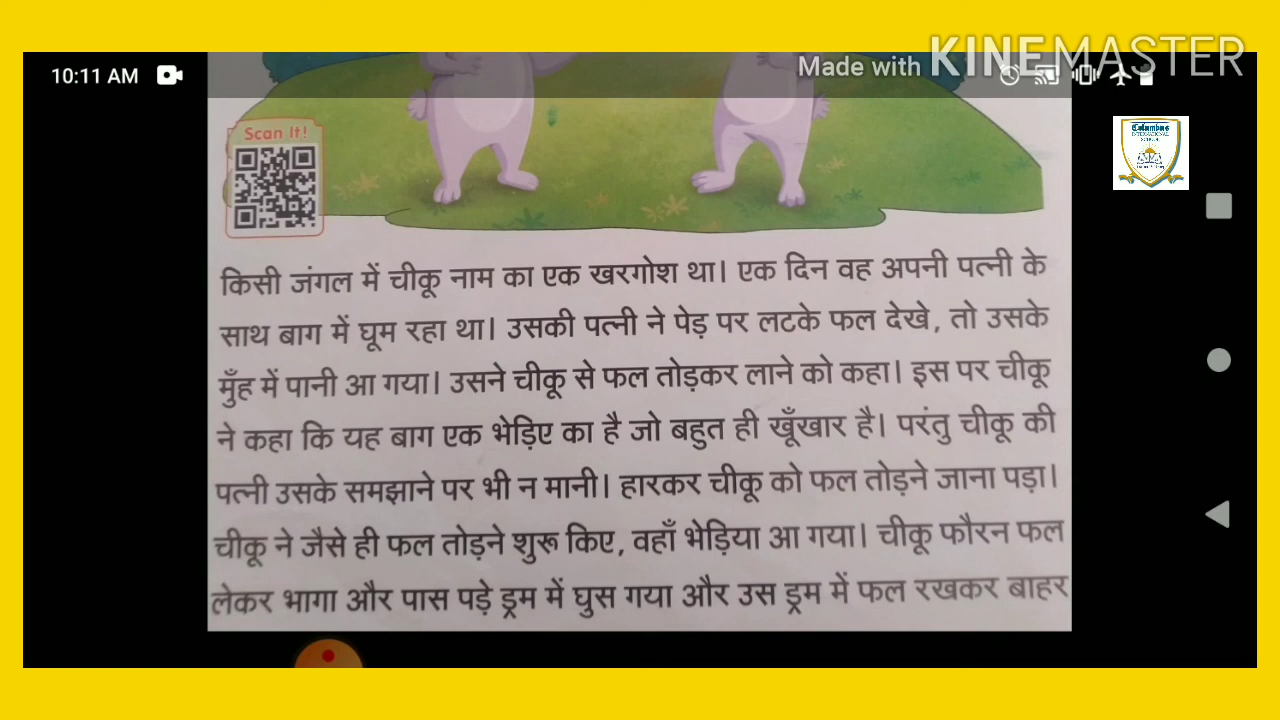 10:11 AM
Made with KINEMASTER
Columbus
INTERNATIONAL
SCHOOL
Scan It!
किसी जंगल में चीकू नाम का एक खरगोश था। एक दिन वह अपनी पत्नी के
साथ बाग में घूम रहा था। उसकी पत्नी ने पेड़ पर लटके फल देखे, तो उसके
मुँह में पानी आ गया। उसने चीकू से फल तोड़कर लाने को कहा। इस पर चीकू
ने कहा कि यह बाग एक भेड़िए का है जो बहुत ही खूँखार है। परंतु चीकू की
पत्नी उसके समझाने पर भी न मानी। हारकर चीकू को फल तोड़ने जाना पड़ा।
चीकू ने जैसे ही फल तोड़ने शुरू किए, वहाँ भेड़िया आ गया। चीकू फौरन फल
लेकर भागा और पास पड़े ड्रम में घुस गया और उस ड्रम में फल रखकर बाहर